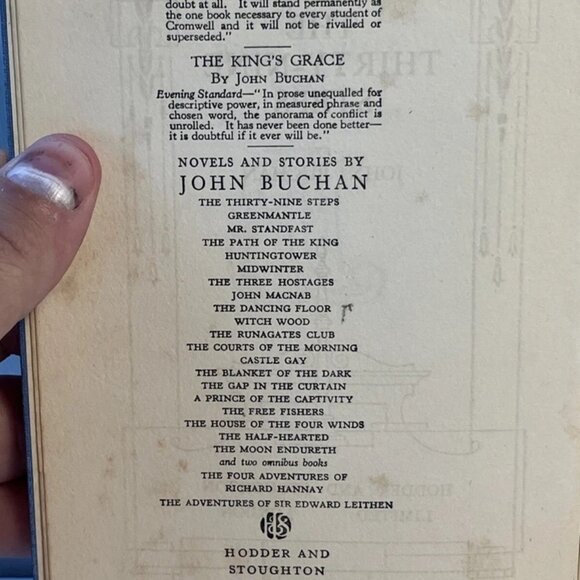 doubt at all. It will stand permanently as
the one book necessary to every student of
Cromwell and it will not be rivalled or
superseded."
THE KING'S GRACE
By John Buchan
Evening Standard—"In prose unequalled for
descriptive power, in measured phrase and
chosen word, the panorama of conflict is
unrolled. It has never been done better—
it is doubtful if it ever will be."
NOVELS AND STORIES BY
JOHN BUCHAN
THE THIRTY-NINE STEPS
GREENMANTLE
MR. STANDFAST
THE PATH OF THE KING
HUNTINGTOWER
MIDWINTER
THE THREE HOSTAGES
JOHN MACNAB
THE DANCING FLOOR
WITCH WOOD
THE RUNAGATES CLUB
THE COURTS OF THE MORNING
CASTLE GAY
THE BLANKET OF THE DARK
THE GAP IN THE CURTAIN
A PRINCE OF THE CAPTIVITY
THE FREE FISHERS
THE HOUSE OF THE FOUR WINDS
THE HALF-HEARTED
THE MOON ENDURETH
and two omnibus books
THE FOUR ADVENTURES OF
RICHARD HANNAY
THE ADVENTURES OF SIR EDWARD LEITHEN
HODDER AND
STOUGHTON